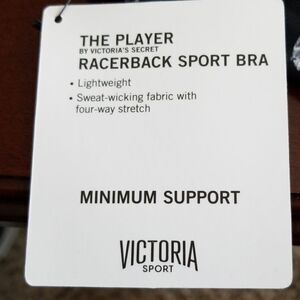 THE PLAYER
BY VICTORIA'S SECRET
RACERBACK SPORT BRA
• Lightweight
• Sweat-wicking fabric with
four-way stretch
MINIMUM SUPPORT
VICTORIA
SPORT